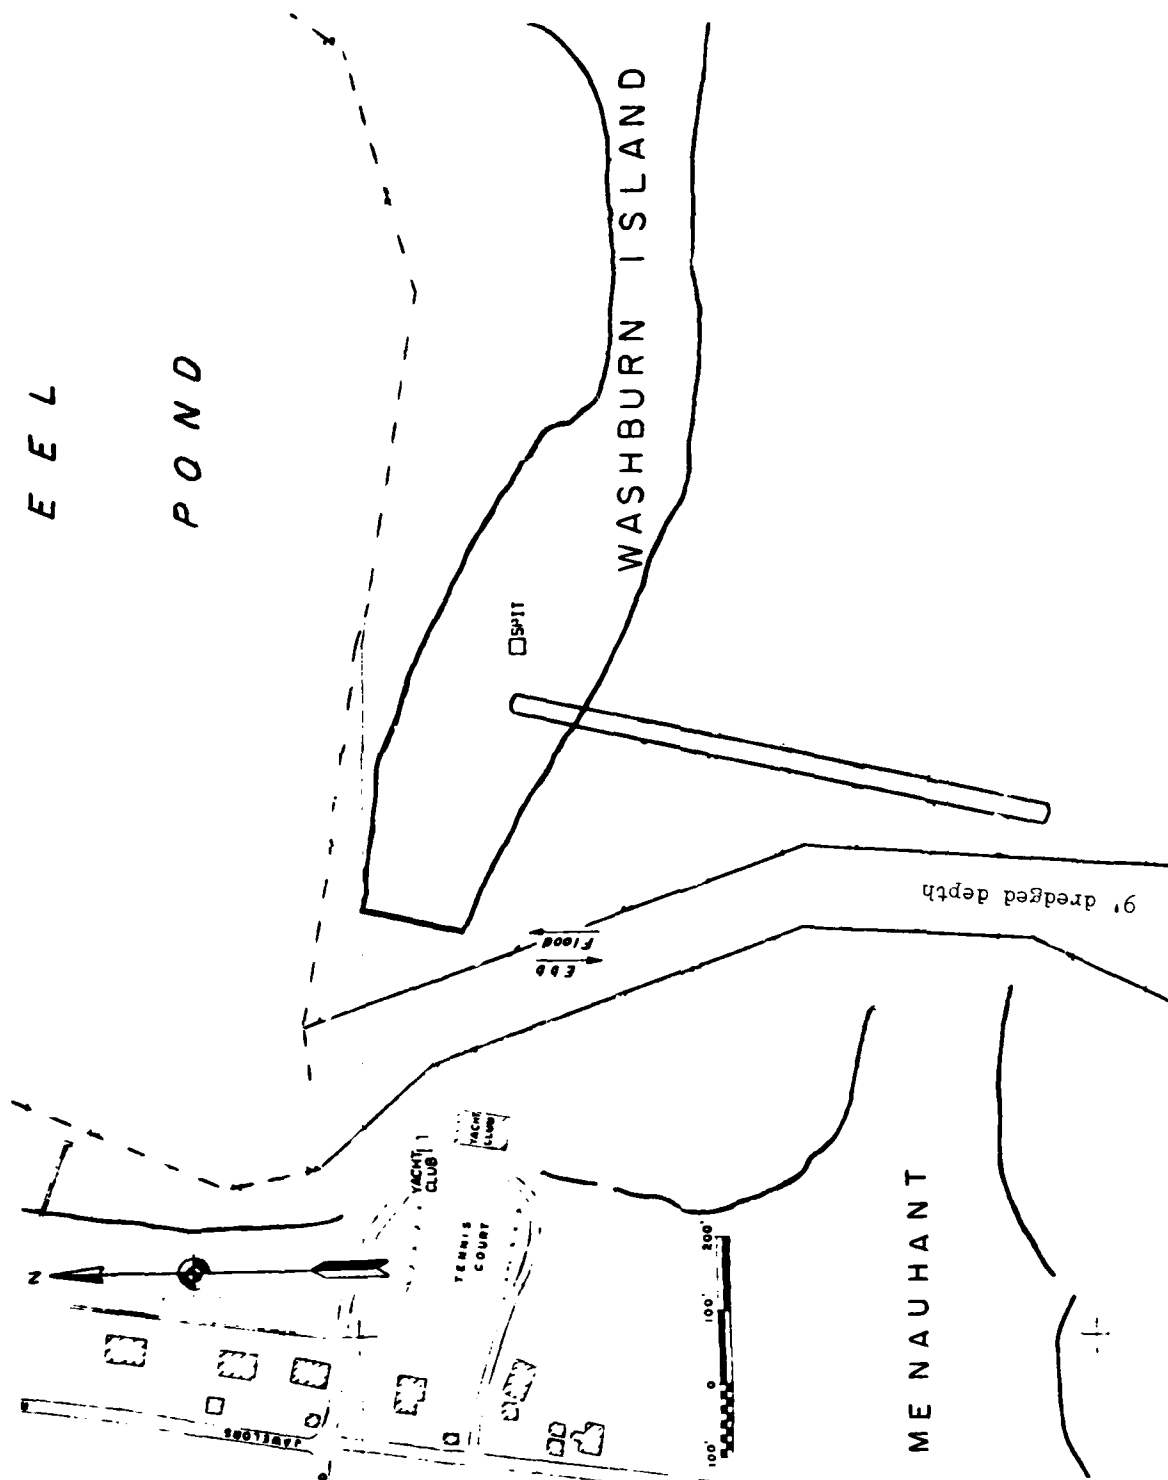 EEL
POND
WASHBURN ISLAND
SPIT
Flood
Ebb
9' dredged depth
YACHT
CLUB
YACHT
CLUB
TENNIS
COURT
N
100' 0 100' 200'
MENAUHANT